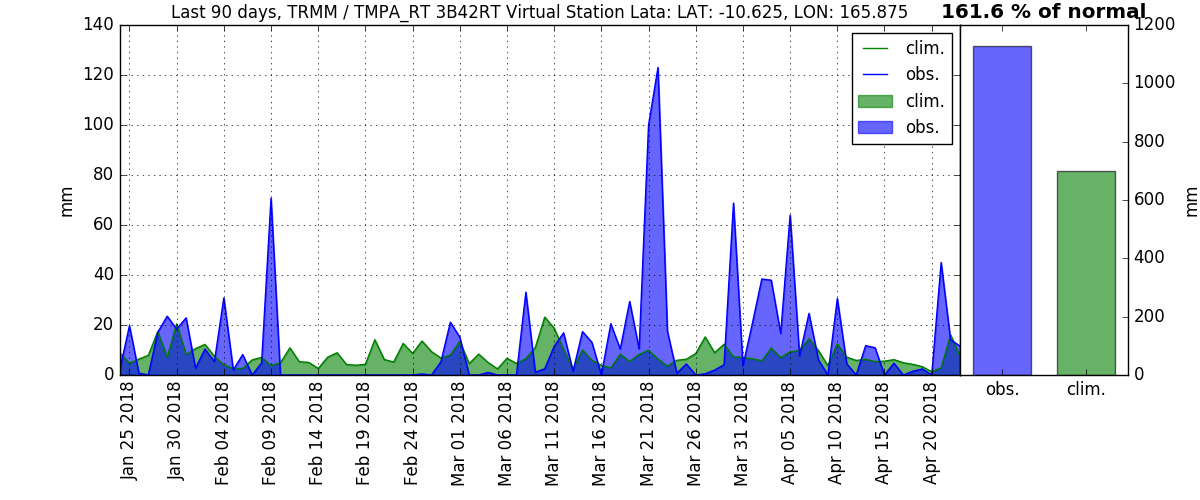 Last 90 days, TRMM / TMPA_RT 3B42RT Virtual Station Lata: LAT: -10.625, LON: 165.875
161.6 % of normal
140
120
100
80
60
40
20
0
mm
clim.
obs.
clim.
obs.
1200
1000
800
600
400
200
0
mm
Jan 25 2018
Jan 30 2018
Feb 04 2018
Feb 09 2018
Feb 14 2018
Feb 19 2018
Feb 24 2018
Mar 01 2018
Mar 06 2018
Mar 11 2018
Mar 16 2018
Mar 21 2018
Mar 26 2018
Mar 31 2018
Apr 05 2018
Apr 10 2018
Apr 15 2018
Apr 20 2018
obs.
clim.